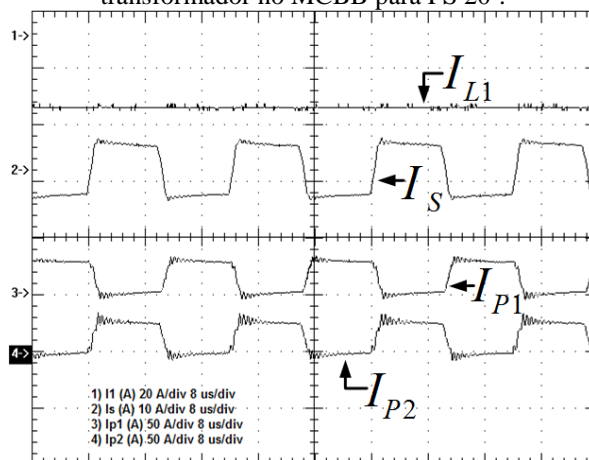 transformador no MCBB para PS 20°.
1->
I_L1
2->
I_S
3->
I_P1
4->
I_P2
1) I1 (A) 20 A/div 8 us/div
2) Is (A) 10 A/div 8 us/div
3) Ip1 (A) 50 A/div 8 us/div
4) Ip2 (A) 50 A/div 8 us/div